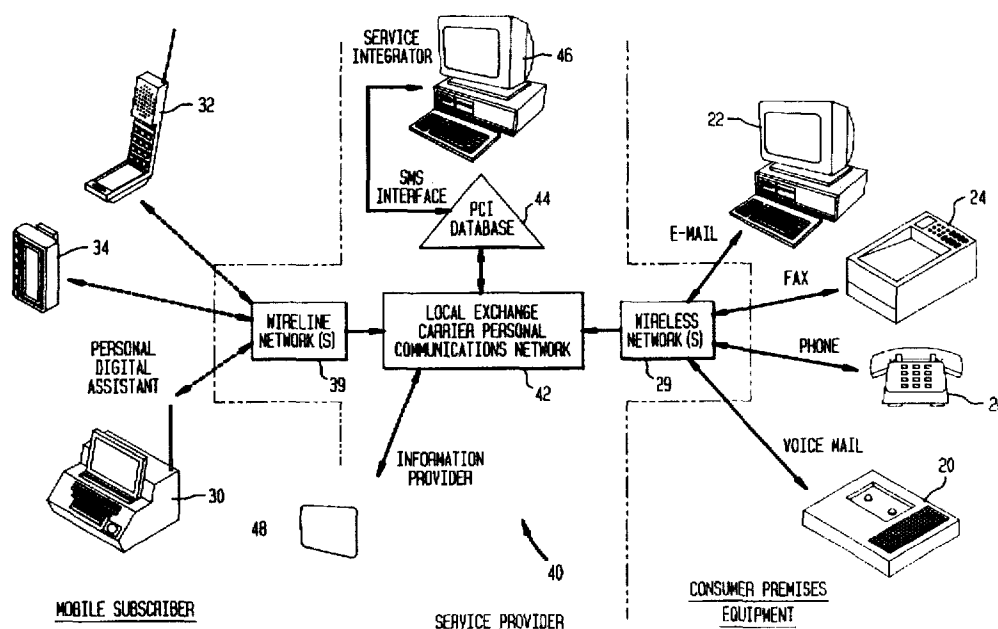 SERVICE
INTEGRATOR
46
32
22
SMS
INTERFACE
44
PCI
DATABASE
24
E-MAIL
34
FAX
WIRELINE
NETWORK(S)
LOCAL EXCHANGE
CARRIER PERSONAL
COMMUNICATIONS NETWORK
WIRELESS
NETWORK(S)
PHONE
PERSONAL
DIGITAL
ASSISTANT
39
42
29
VOICE MAIL
INFORMATION
PROVIDER
30
48
20
40
MOBILE SUBSCRIBER
SERVICE PROVIDER
CONSUMER PREMISES
EQUIPMENT